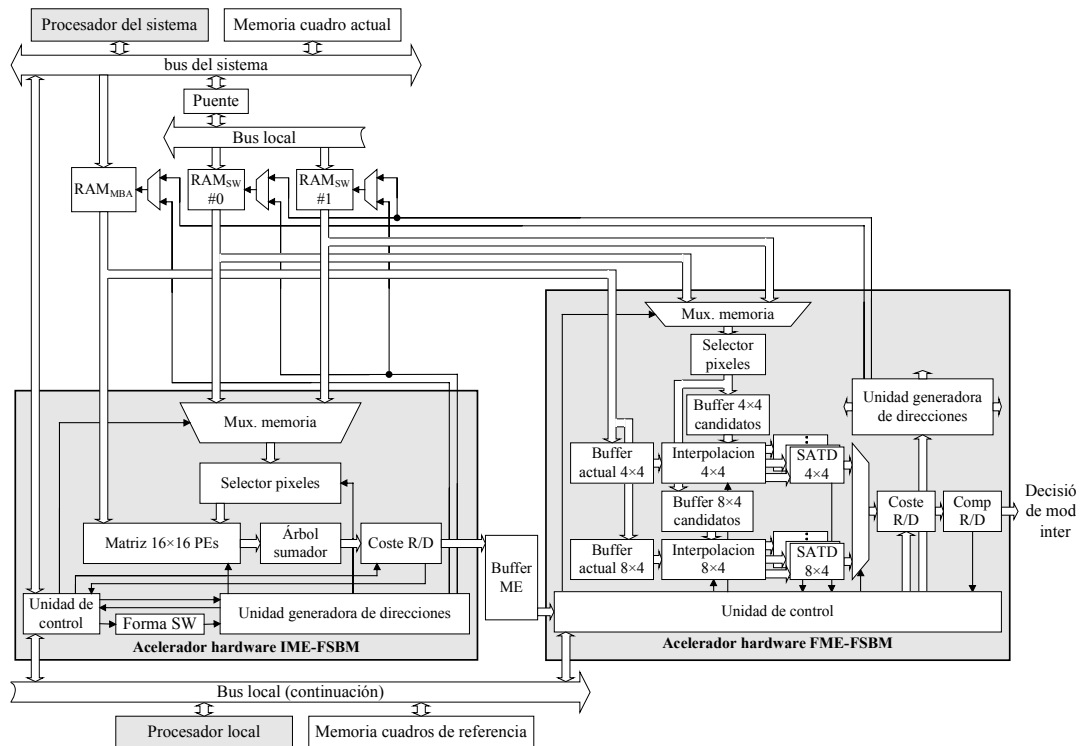 Procesador del sistema
Memoria cuadro actual
bus del sistema
Puente
Bus local
RAMMBA
RAMSW
#0
RAMSW
#1
Mux. memoria
Selector
pixeles
Buffer 4×4
candidatos
Unidad generadora
de direcciones
Buffer
actual 4×4
Interpolacion
4×4
SATD
4×4
Buffer 8×4
candidatos
Coste
R/D
Comp
R/D
Decisió
de mod
inter
Buffer
actual 8×4
Interpolacion
8×4
SATD
8×4
Unidad de control
Acelerador hardware FME-FSBM
Mux. memoria
Selector pixeles
Matriz 16×16 PEs
Árbol
sumador
Coste R/D
Buffer
ME
Unidad de
control
Forma SW
Unidad generadora de direcciones
Acelerador hardware IME-FSBM
Bus local (continuación)
Procesador local
Memoria cuadros de referencia